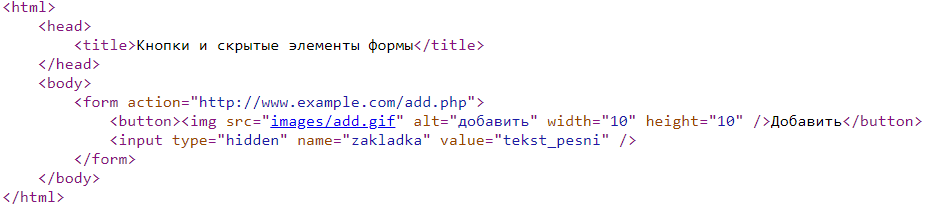 <html>
<head>
<title>Кнопки и скрытые элементы формы</title>
</head>
<body>
<form action="http://www.example.com/add.php">
<button><img src="images/add.gif" alt="добавить" width="10" height="10" />Добавить</button>
<input type="hidden" name="zakladka" value="tekst_pesni" />
</form>
</body>
</html>